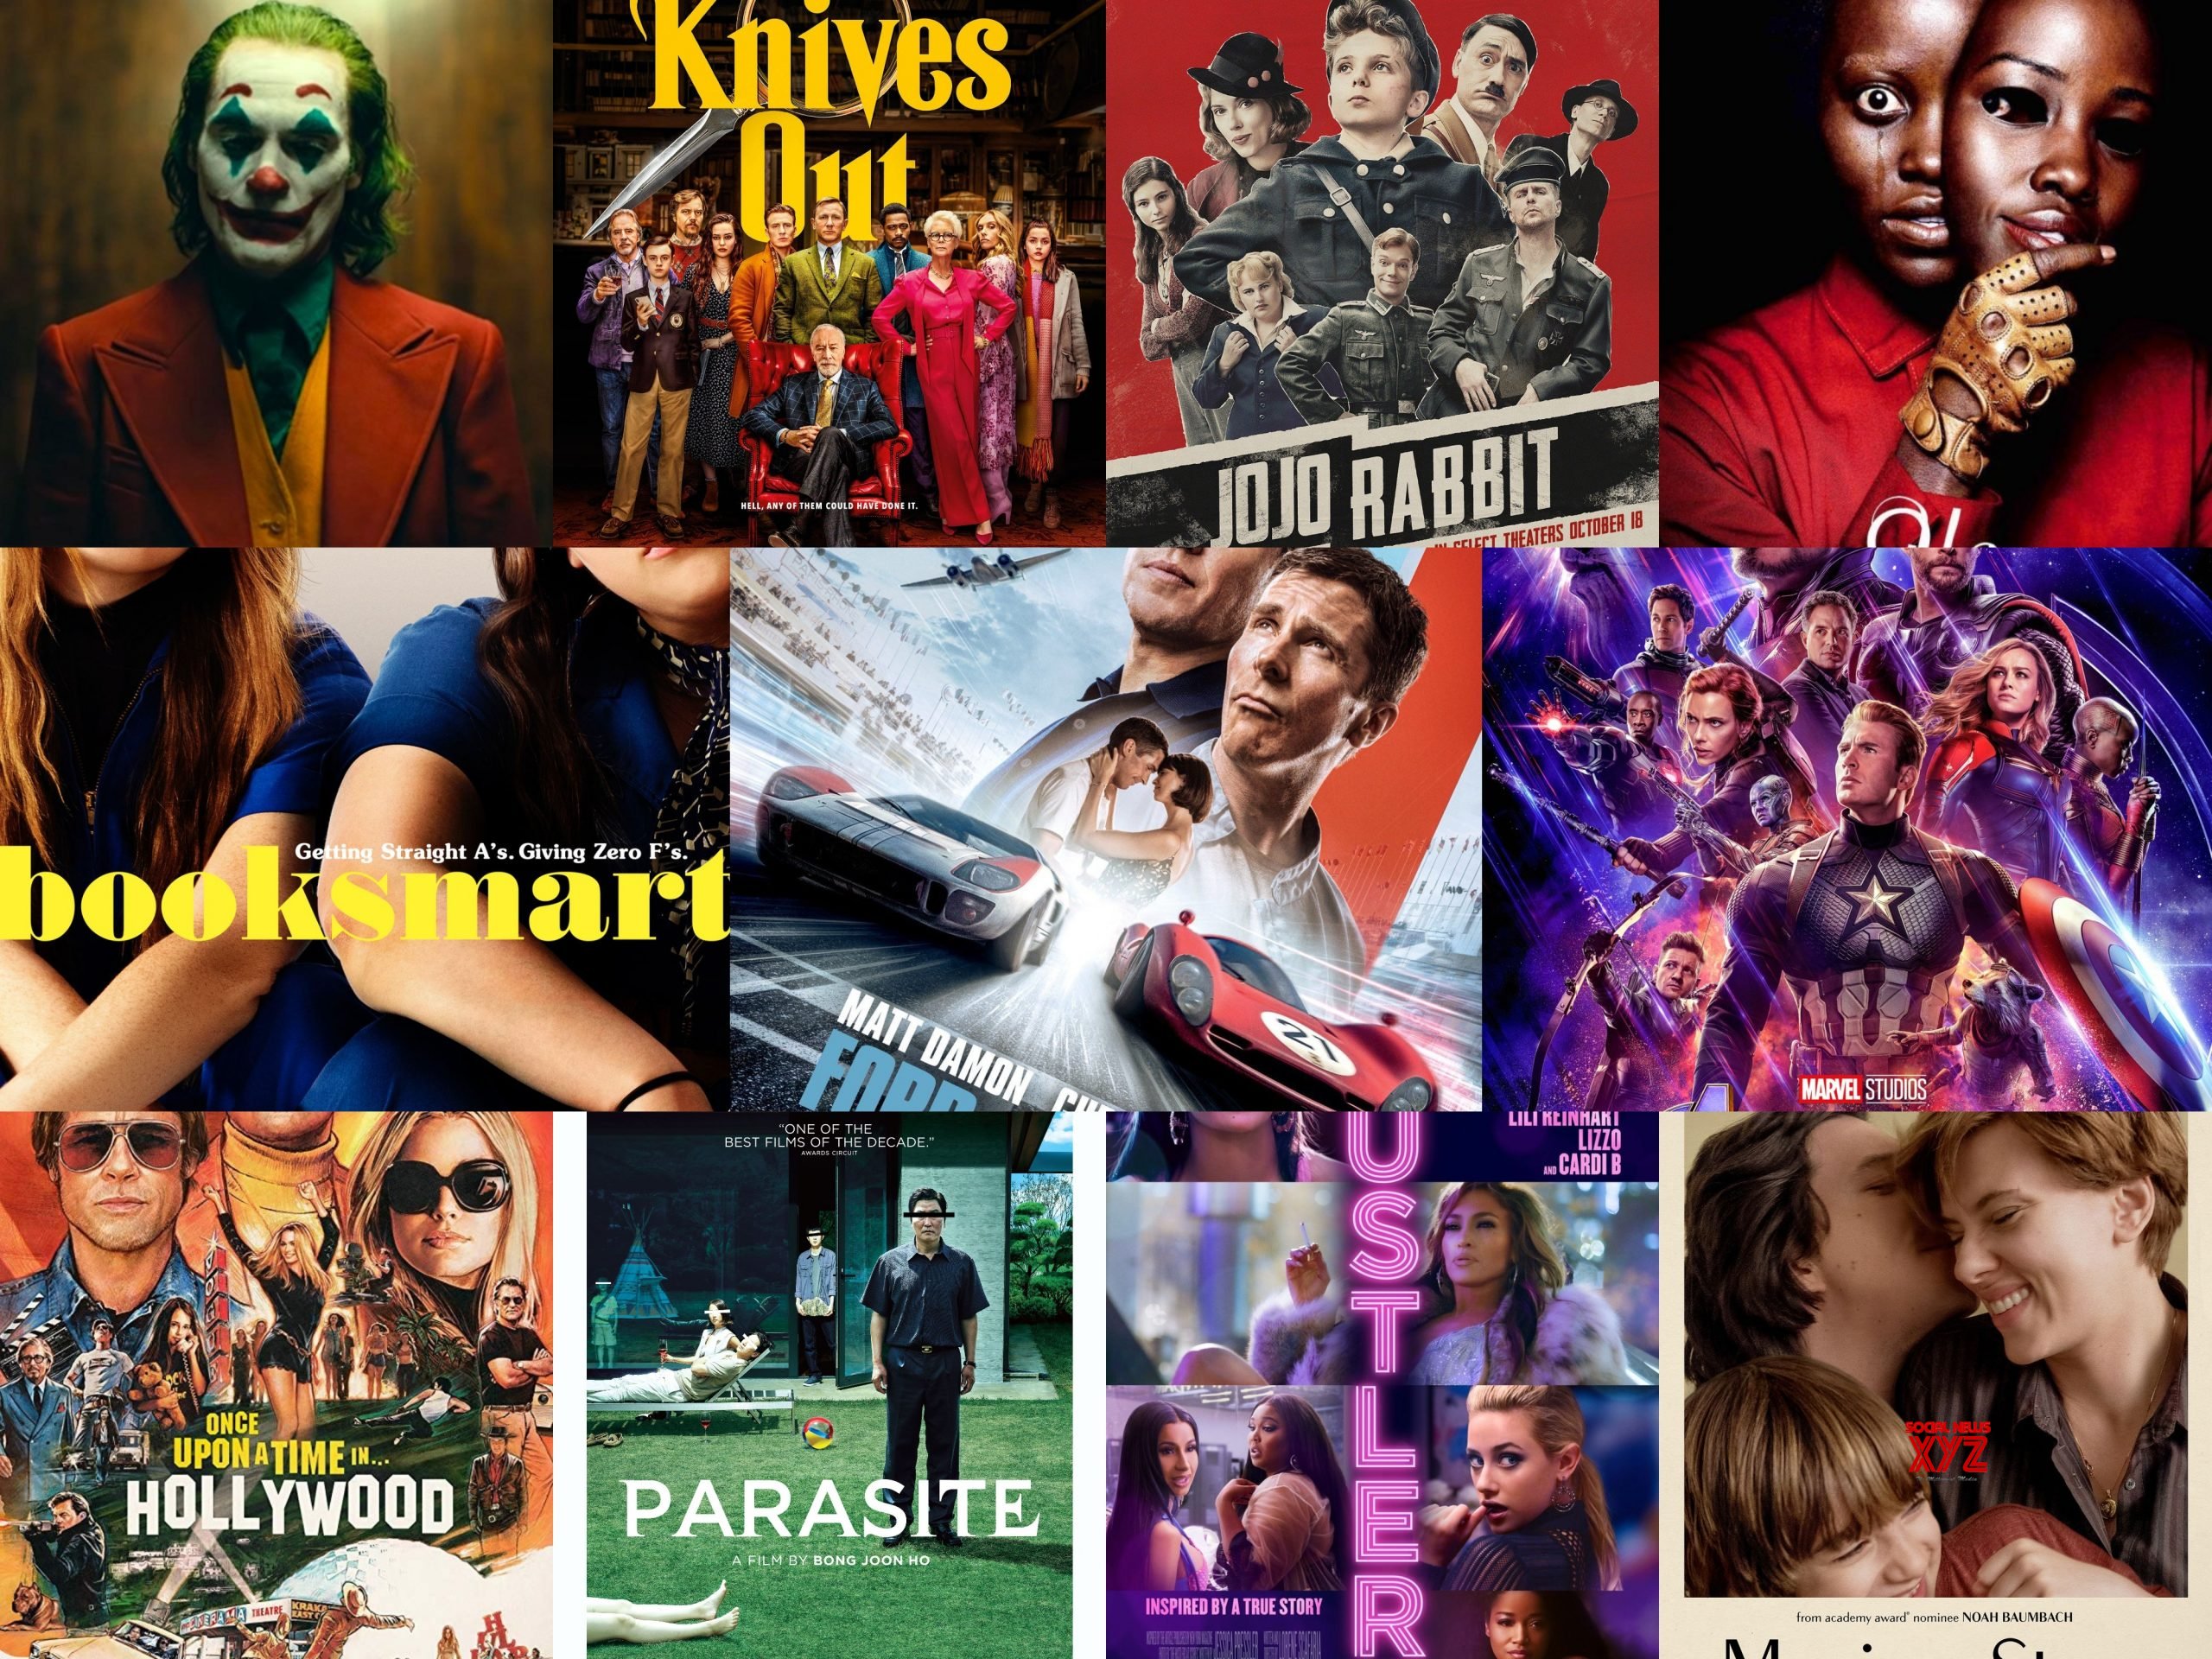 Knives
Out
HELL, ANY OF THEM COULD HAVE DONE IT.
JOJO RABBIT
IN SELECT THEATERS OCTOBER 18
Getting Straight A's. Giving Zero F's.
booksmart
MATT DAMON
FORD
MARVEL STUDIOS
ONCE
UPON A TIME IN...
HOLLYWOOD
CINERAMA THEATRE
"ONE OF THE
BEST FILMS OF THE DECADE."
AWARDS CIRCUIT
PARASITE
A FILM BY BONG JOON HO
LILI REINHART
LIZZO
AND CARDI B
USTLER
INSPIRED BY A TRUE STORY
SOCIAL NEWS
XYZ
from academy award® nominee NOAH BAUMBACH